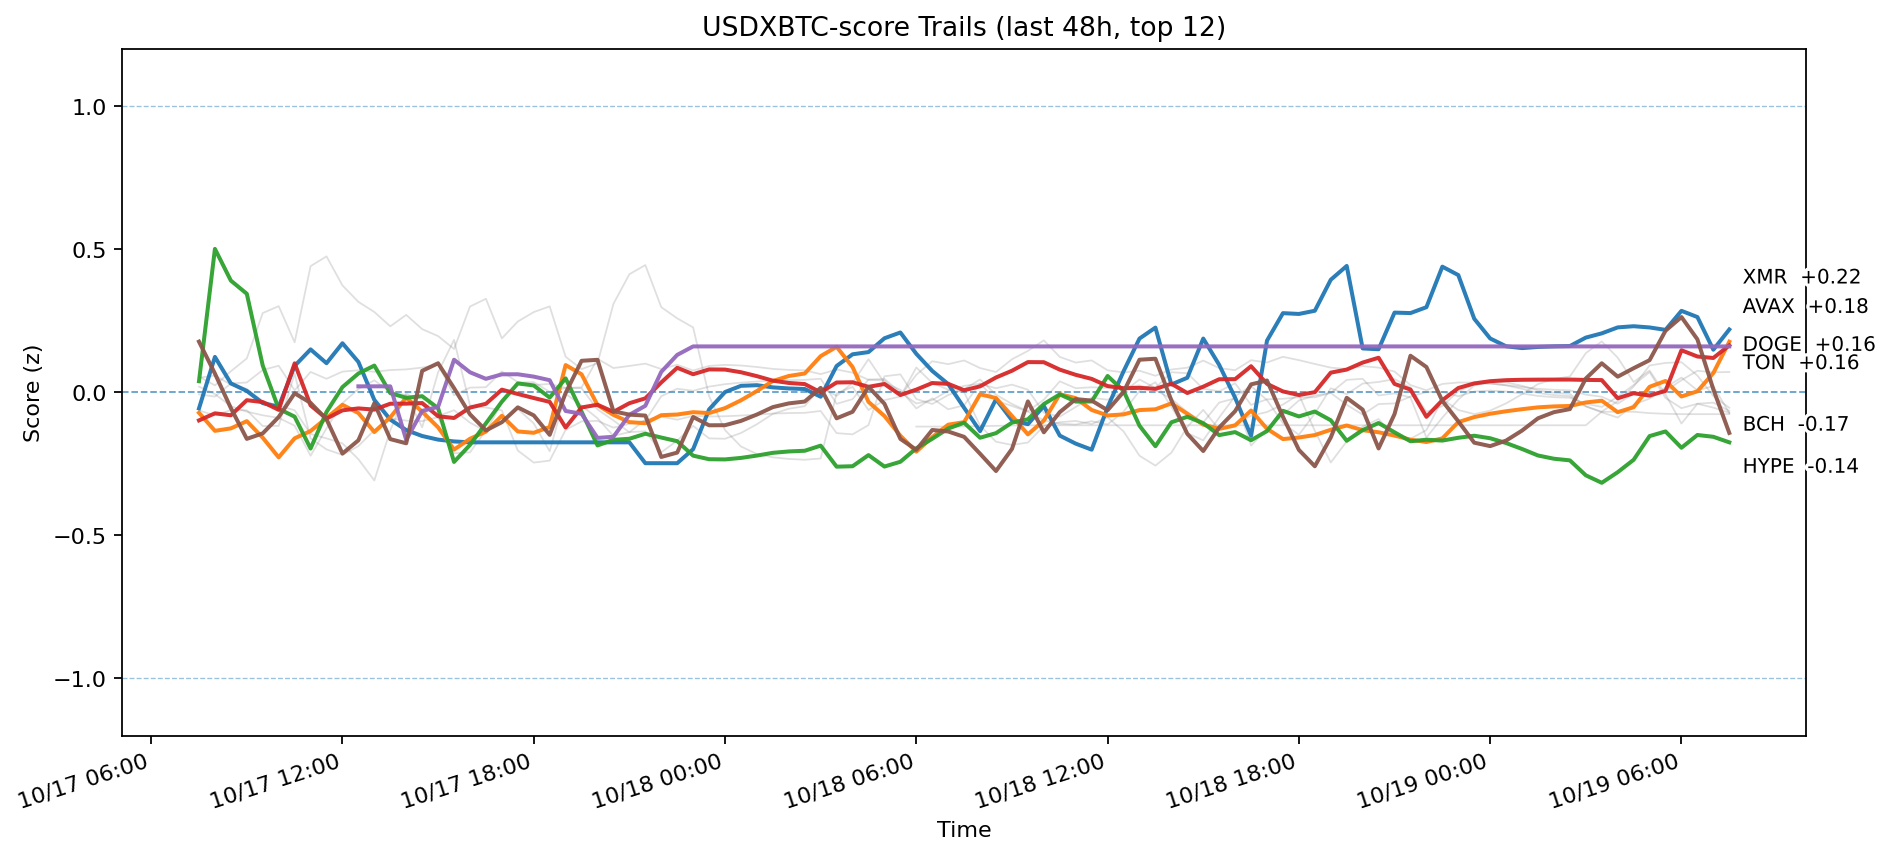 USDXBTC-score Trails (last 48h, top 12)
Score (z)
1.0
0.5
0.0
−0.5
−1.0
XMR +0.22
AVAX +0.18
DOGE +0.16
TON +0.16
BCH -0.17
HYPE -0.14
10/17 06:00
10/17 12:00
10/17 18:00
10/18 00:00
10/18 06:00
10/18 12:00
10/18 18:00
10/19 00:00
10/19 06:00
Time